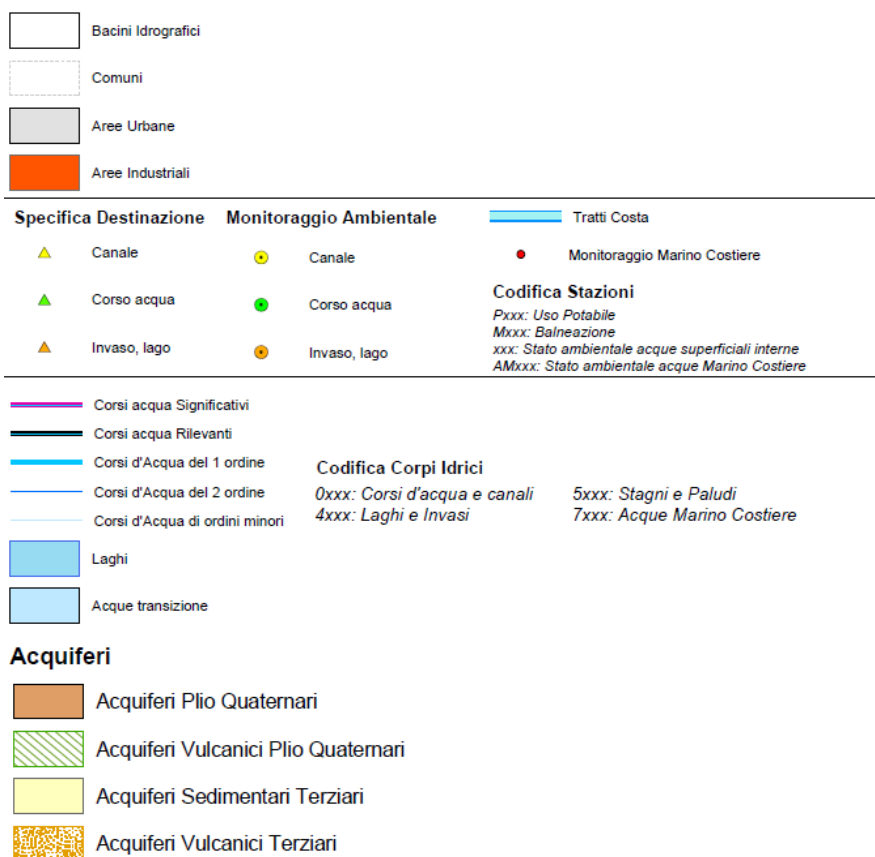 Bacini Idrografici
Comuni
Aree Urbane
Aree Industriali
Specifica Destinazione
Canale
Corso acqua
Invaso, lago
Monitoraggio Ambientale
Canale
Corso acqua
Invaso, lago
Tratti Costa
Monitoraggio Marino Costiere
Codifica Stazioni
Pxxx: Uso Potabile
Mxxx: Balneazione
xxx: Stato ambientale acque superficiali interne
AMxxx: Stato ambientale acque Marino Costiere
Corsi acqua Significativi
Corsi acqua Rilevanti
Corsi d'Acqua del 1 ordine
Corsi d'Acqua del 2 ordine
Corsi d'Acqua di ordini minori
Laghi
Acque transizione
Codifica Corpi Idrici
0xxx: Corsi d'acqua e canali
4xxx: Laghi e Invasi
5xxx: Stagni e Paludi
7xxx: Acque Marino Costiere
Acquiferi
Acquiferi Plio Quaternari
Acquiferi Vulcanici Plio Quaternari
Acquiferi Sedimentari Terziari
Acquiferi Vulcanici Terziari